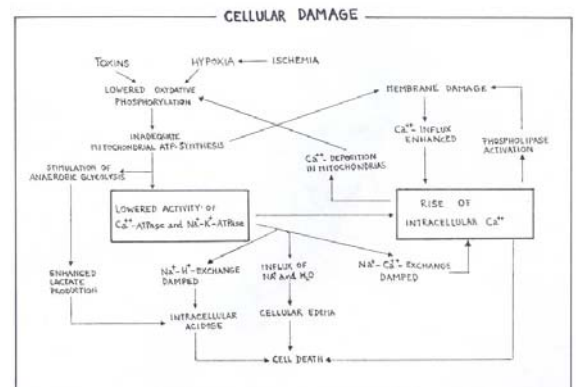 CELLULAR DAMAGE
TOXINS
HYPOXIA
ISCHEMIA
LOWERED OXIDATIVE
PHOSPHORYLATION
MEMBRANE DAMAGE
INADEQUATE
MITOCHONDRIAL ATP-SYNTHESIS
Ca⁺⁺-INFLUX
ENHANCED
PHOSPHOLIPASE
ACTIVATION
STIMULATION OF
ANAEROBIC GLYCOLYSIS
Ca⁺⁺-DEPOSITION
IN MITOCHONDRIAS
LOWERED ACTIVITY OF
Ca⁺⁺-ATPase and Na⁺-K⁺-ATPase
RISE OF
INTRACELLULAR Ca⁺⁺
ENHANCED
LACTATE
PRODUCTION
Na⁺-H⁺-EXCHANGE
DAMPED
INFLUX OF
Na⁺ and H₂O
Na⁺-Ca⁺⁺-EXCHANGE
DAMPED
INTRACELLULAR
ACIDOSE
CELLULAR EDEMA
CELL DEATH